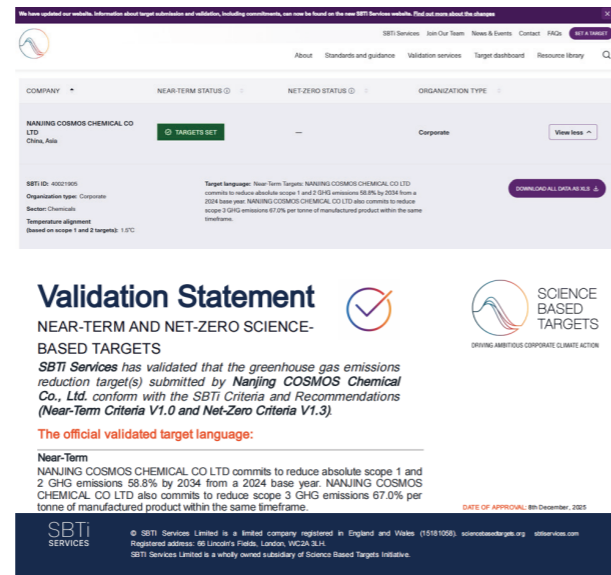 We have updated our website. Information about target submission and validation, including commitments, can now be found on the new SBTi Services website. Find out more about the changes
SBTi Services Join Our Team News & Events Contact FAQs SET A TARGET
About Standards and guidance Validation services Target dashboard Resource library
COMPANY NEAR-TERM STATUS NET-ZERO STATUS ORGANIZATION TYPE
NANJING COSMOS CHEMICAL CO
LTD
China, Asia
TARGETS SET
—
Corporate
View less
SBTi ID: 40021905
Organization type: Corporate
Sector: Chemicals
Temperature alignment
(based on scope 1 and 2 targets): 1.5°C
Target language: Near-Term Targets: NANJING COSMOS CHEMICAL CO LTD
commits to reduce absolute scope 1 and 2 GHG emissions 58.8% by 2034 from a
2024 base year. NANJING COSMOS CHEMICAL CO LTD also commits to reduce
scope 3 GHG emissions 67.0% per tonne of manufactured product within the same
timeframe.
DOWNLOAD ALL DATA AS XLS
Validation Statement
NEAR-TERM AND NET-ZERO SCIENCE-
BASED TARGETS
SBTi Services has validated that the greenhouse gas emissions
reduction target(s) submitted by Nanjing COSMOS Chemical
Co., Ltd. conform with the SBTi Criteria and Recommendations
(Near-Term Criteria V1.0 and Net-Zero Criteria V1.3).
SCIENCE
BASED
TARGETS
DRIVING AMBITIOUS CORPORATE CLIMATE ACTION
The official validated target language:
Near-Term
NANJING COSMOS CHEMICAL CO LTD commits to reduce absolute scope 1 and
2 GHG emissions 58.8% by 2034 from a 2024 base year. NANJING COSMOS
CHEMICAL CO LTD also commits to reduce scope 3 GHG emissions 67.0% per
tonne of manufactured product within the same timeframe.
DATE OF APPROVAL: 8th December, 2025
SBTi
SERVICES
© SBTI Services Limited is a limited company registered in England and Wales (15181058). sciencebasedtargets.org sbtiservices.com
Registered address: 66 Lincoln's Fields, London, WC2A 3LH.
SBTI Services Limited is a wholly owned subsidiary of Science Based Targets Initiative.